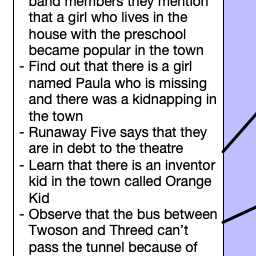 band members they mention
that a girl who lives in the
house with the preschool
became popular in the town
- Find out that there is a girl
named Paula who is missing
and there was a kidnapping in
the town
- Runaway Five says that they
are in debt to the theatre
- Learn that there is an inventor
kid in the town called Orange
Kid
- Observe that the bus between
Twoson and Threed can't
pass the tunnel because of